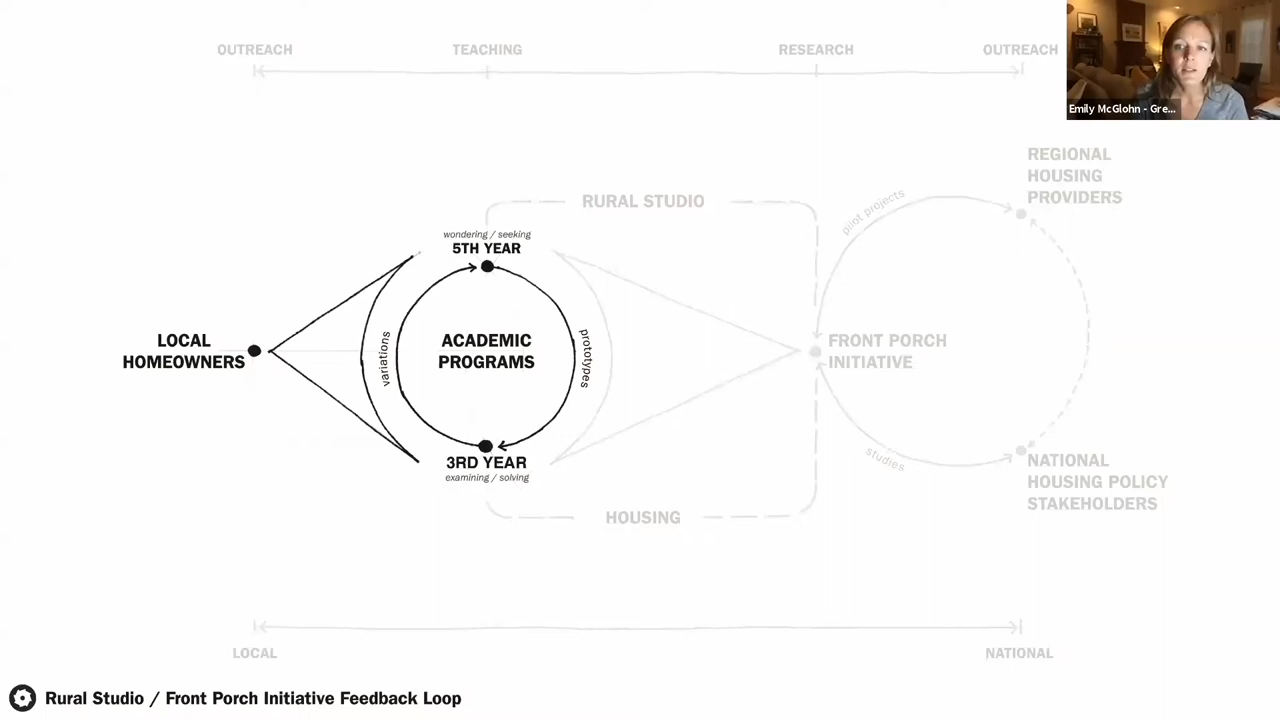 OUTREACH
TEACHING
RESEARCH
OUTREACH
Emily McGlohn - Gre...
REGIONAL
HOUSING
PROVIDERS
pilot projects
RURAL STUDIO
wondering / seeking
5TH YEAR
LOCAL
HOMEOWNERS
variations
ACADEMIC
PROGRAMS
prototypes
FRONT PORCH
INITIATIVE
3RD YEAR
examining / solving
studies
NATIONAL
HOUSING POLICY
STAKEHOLDERS
HOUSING
LOCAL
NATIONAL
Rural Studio / Front Porch Initiative Feedback Loop